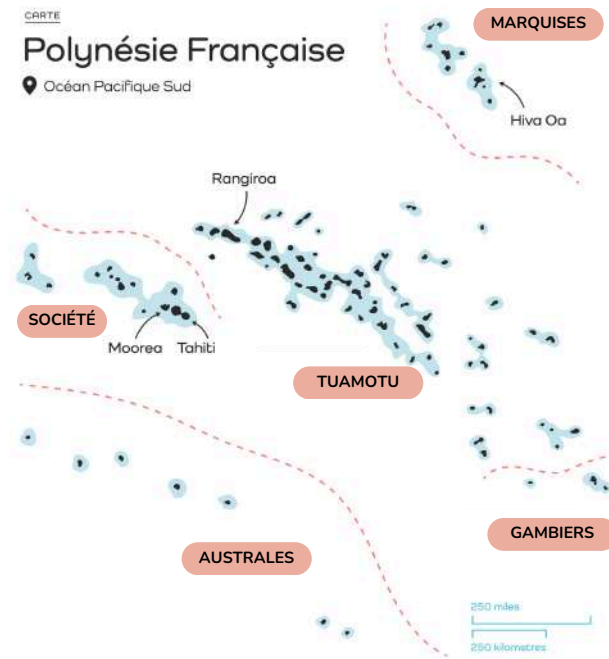 CARTE
Polynésie Française
Océan Pacifique Sud
MARQUISES
Hiva Oa
Rangiroa
SOCIÉTÉ
Moorea
Tahiti
TUAMOTU
AUSTRALES
GAMBIERS
250 miles
250 kilometres